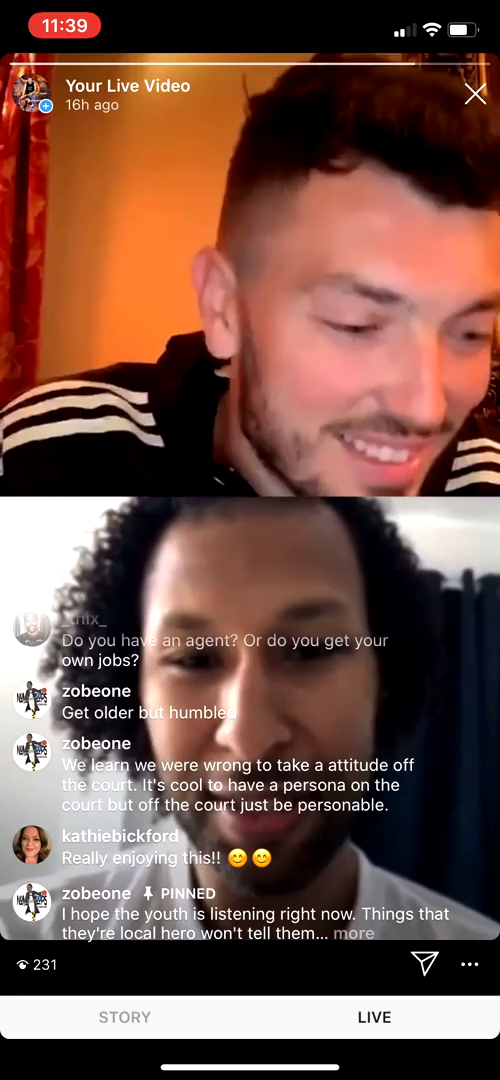 11:39
Your Live Video
16h ago
_tnix_
Do you have an agent? Or do you get your
own jobs?
zobeone
Get older but humbled
zobeone
We learn we were wrong to take a attitude off
the court. It's cool to have a persona on the
court but off the court just be personable.
kathiebickford
Really enjoying this!! 😊😊
zobeone PINNED
I hope the youth is listening right now. Things that
they're local hero won't tell them... more
231
STORY
LIVE